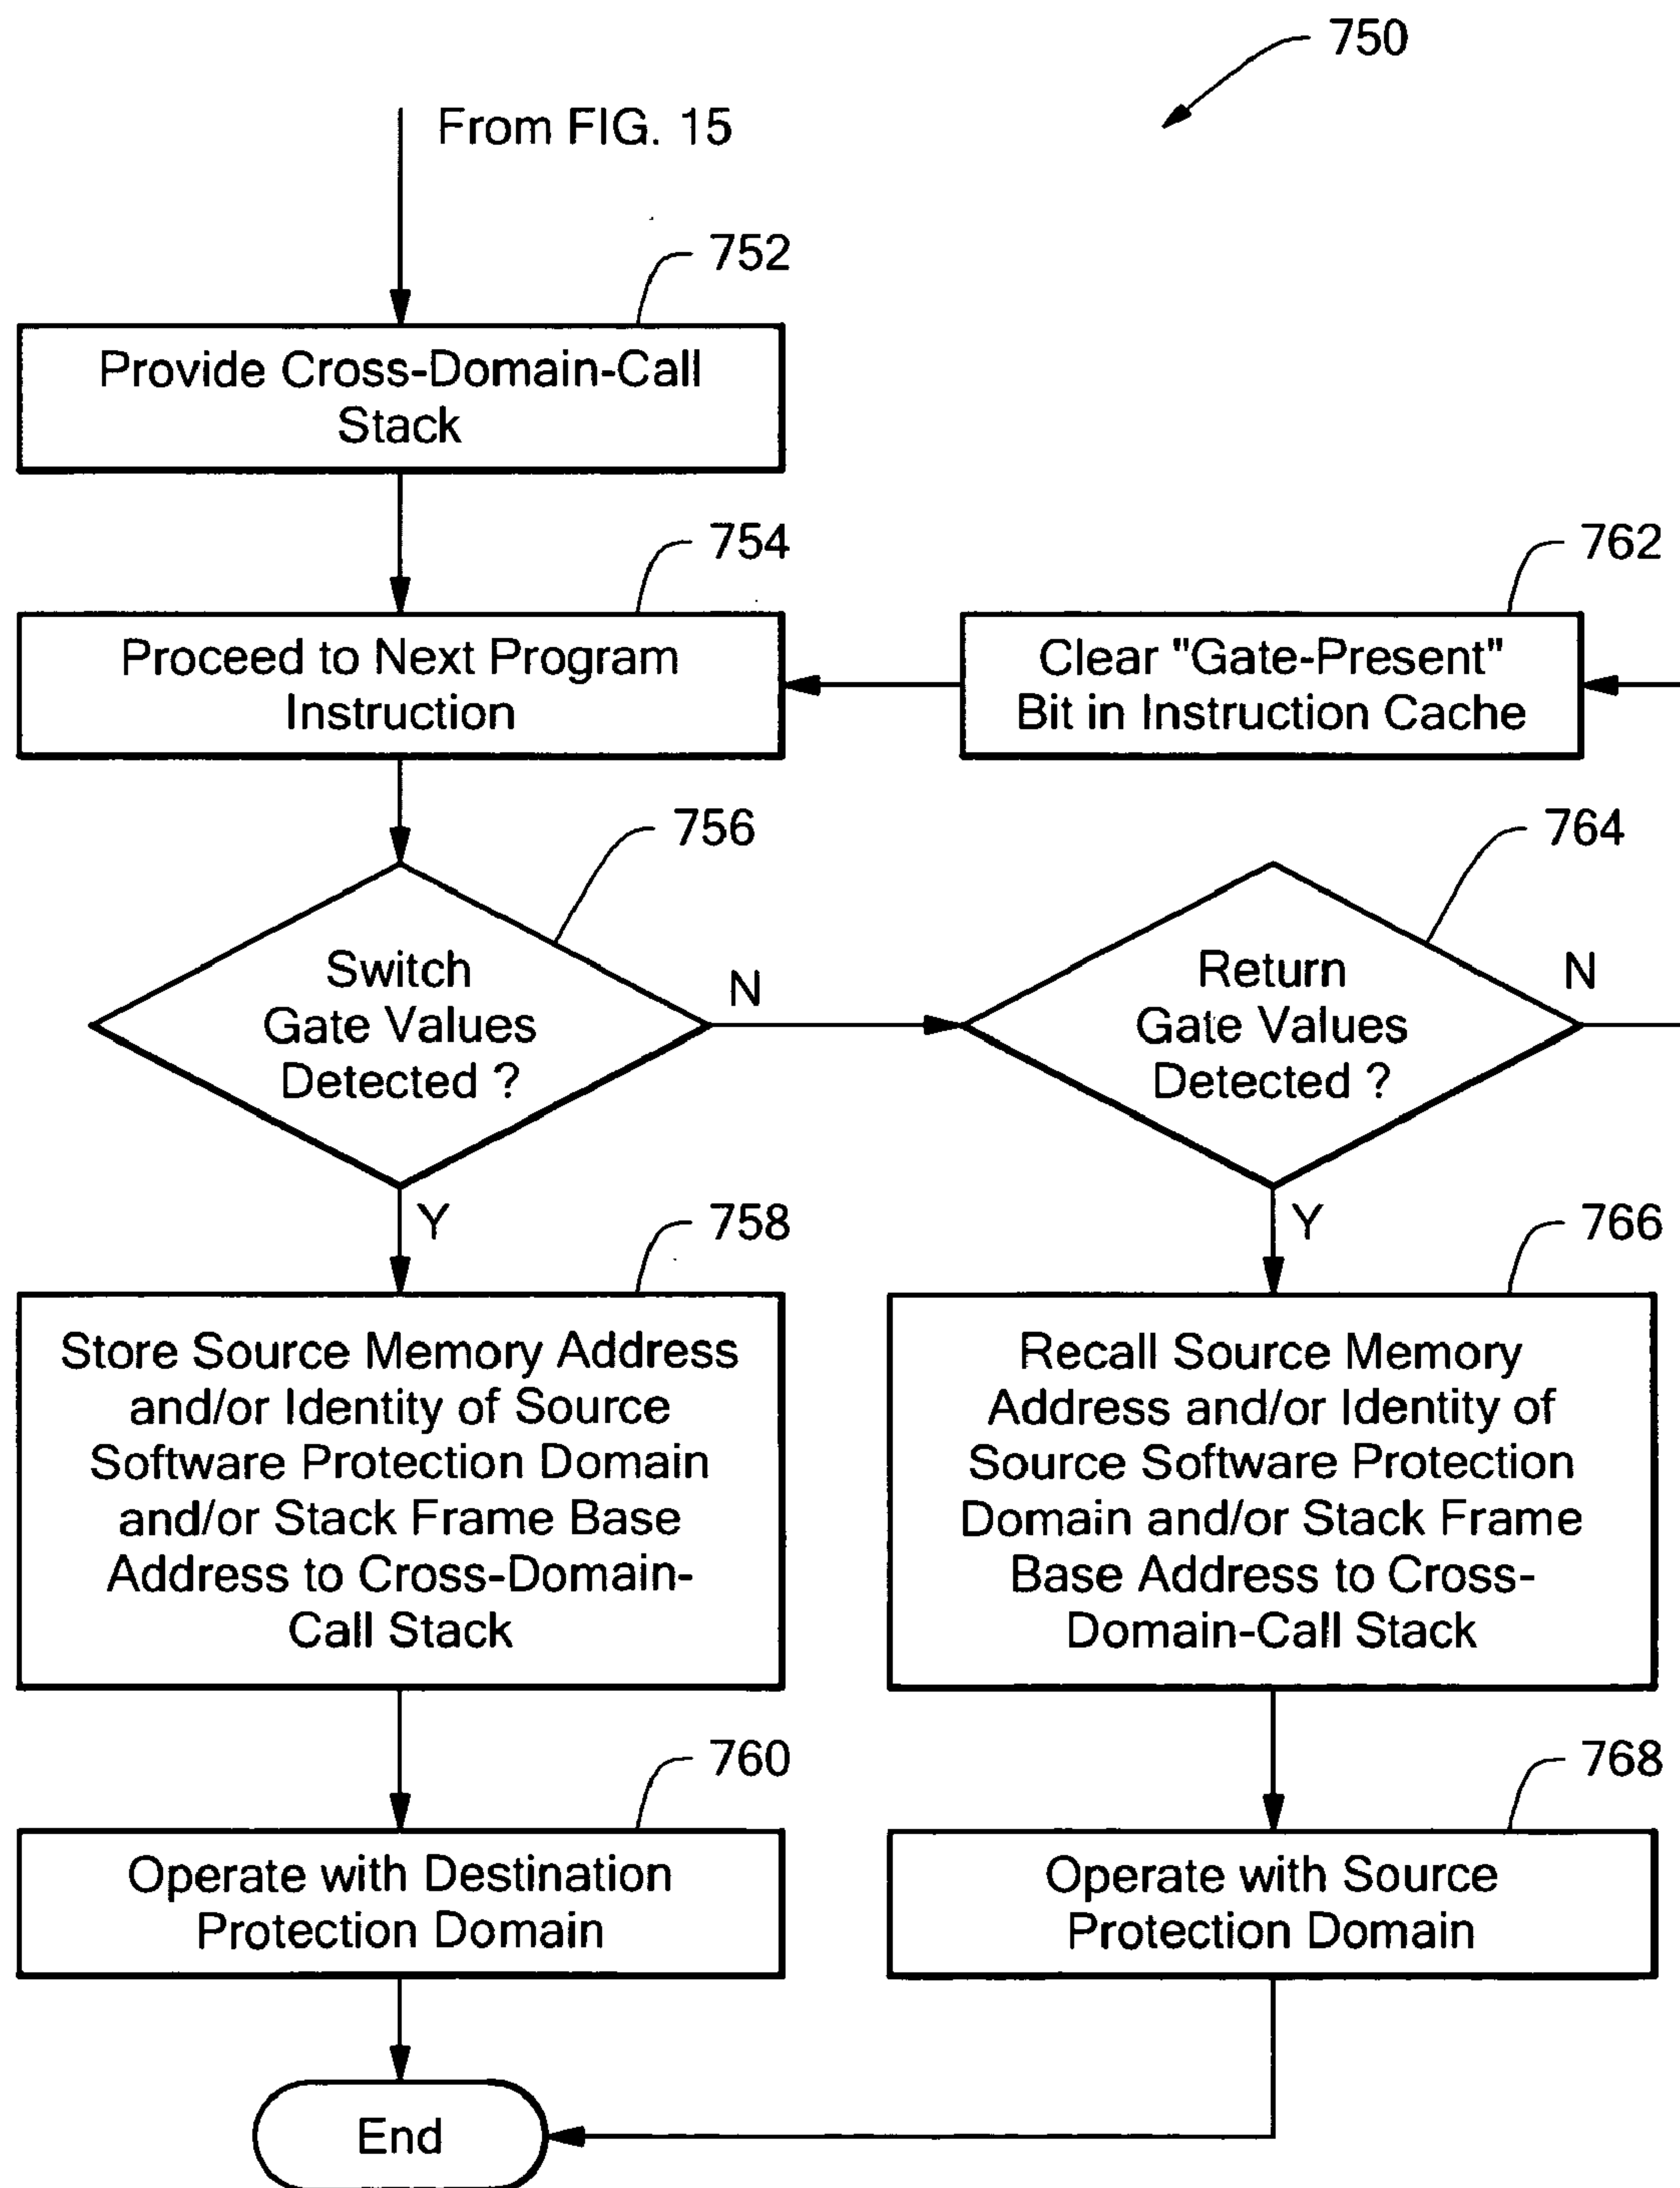 750
From FIG. 15
752
Provide Cross-Domain-Call
Stack
754
Proceed to Next Program
Instruction
762
Clear "Gate-Present"
Bit in Instruction Cache
756
Switch
Gate Values
Detected ?
N
Y
764
Return
Gate Values
Detected ?
N
Y
758
Store Source Memory Address
and/or Identity of Source
Software Protection Domain
and/or Stack Frame Base
Address to Cross-Domain-
Call Stack
766
Recall Source Memory
Address and/or Identity of
Source Software Protection
Domain and/or Stack Frame
Base Address to Cross-
Domain-Call Stack
760
Operate with Destination
Protection Domain
768
Operate with Source
Protection Domain
End